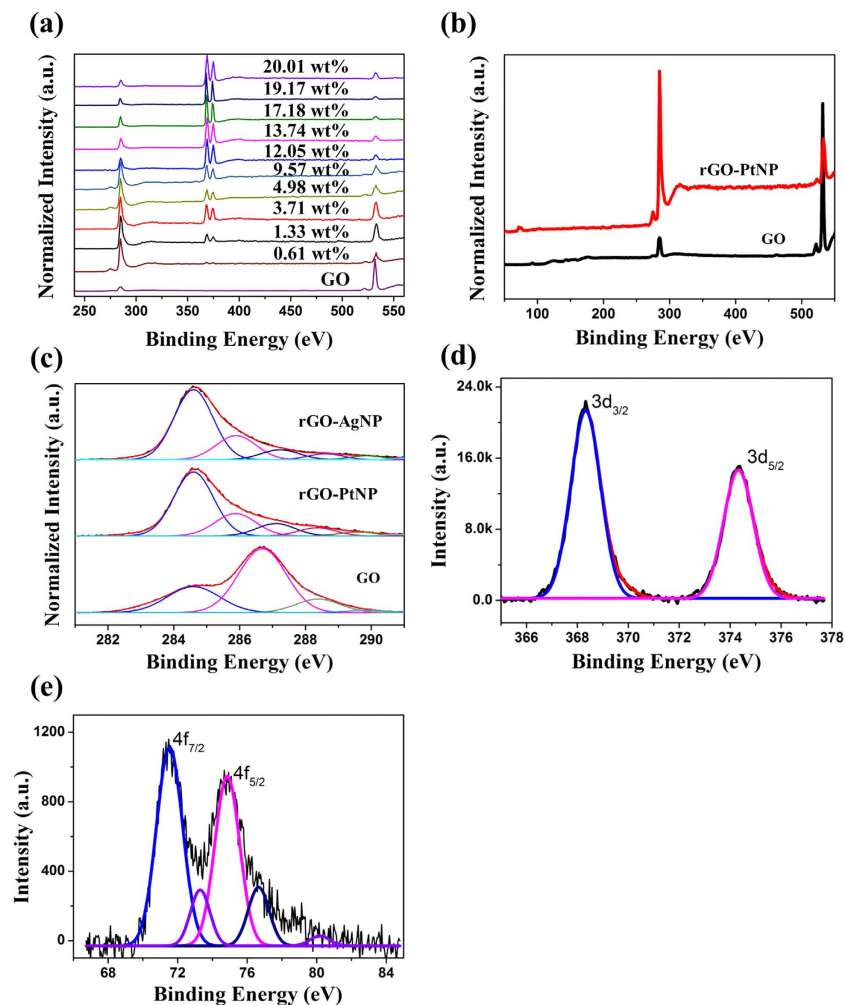 (a)
Normalized Intensity (a.u.)
20.01 wt%
19.17 wt%
17.18 wt%
13.74 wt%
12.05 wt%
9.57 wt%
4.98 wt%
3.71 wt%
1.33 wt%
0.61 wt%
GO
250 300 350 400 450 500 550
Binding Energy (eV)
(b)
Normalized Intensity (a.u.)
rGO-PtNP
GO
100 200 300 400 500
Binding Energy (eV)
(c)
Normalized Intensity (a.u.)
rGO-AgNP
rGO-PtNP
GO
282 284 286 288 290
Binding Energy (eV)
(d)
Intensity (a.u.)
24.0k
16.0k
8.0k
0.0
3d3/2
3d5/2
366 368 370 372 374 376 378
Binding Energy (eV)
(e)
Intensity (a.u.)
1200
800
400
0
4f7/2
4f5/2
68 72 76 80 84
Binding Energy (eV)